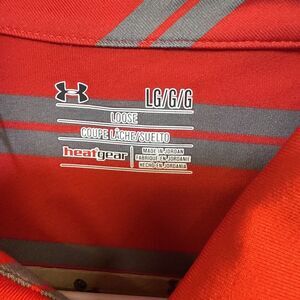 LG/G/G
LOOSE
COUPE LÂCHE/SUELTO
heatgear
MADE IN JORDAN
FABRIQUÉ EN JORDANIE
HECHO EN JORDANIA